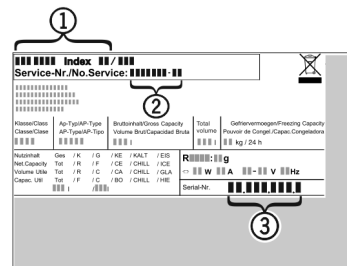 1
Index / 
Service-Nr./No.Service: -
2
Klasse/Class Ap-Typ/AP-Type Bruttoinhalt/Gross Capacity Total Gefriervermoegen/Freezing Capacity
Classe/Clase AP-Type/AP-Tipo Volume Brut/Capacidad Bruta volume Pouvoir de Congel./Capac.Congeladora
l l kg / 24 h
Nutzinhalt Ges / K / G / KE / KALT / EIS
Net.Capacity Tot / R / F / CE / CHILL / ICE
Volume Utile Tot / R / C / CA / CHILL / GLA
Capac. Util Tot / F / C / BO / CHILL / HIE
l / l
R : g
W A - V Hz
Serial-Nr. . . .
3